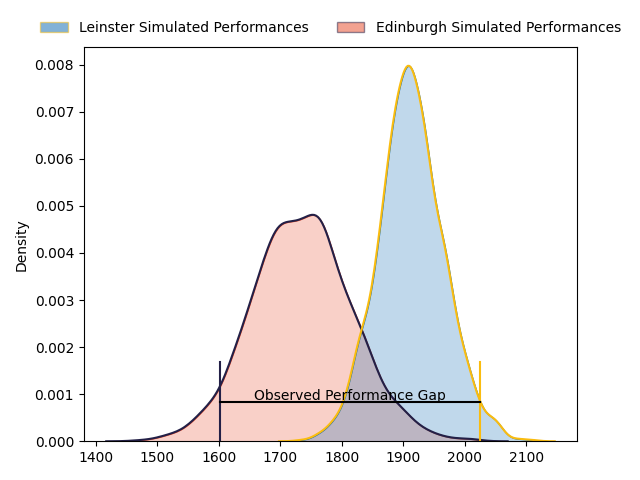 Leinster Simulated Performances Edinburgh Simulated Performances
0.008
0.007
0.006
0.005
0.004
0.003
0.002
0.001
0.000
Density
Observed Performance Gap
1400 1500 1600 1700 1800 1900 2000 2100